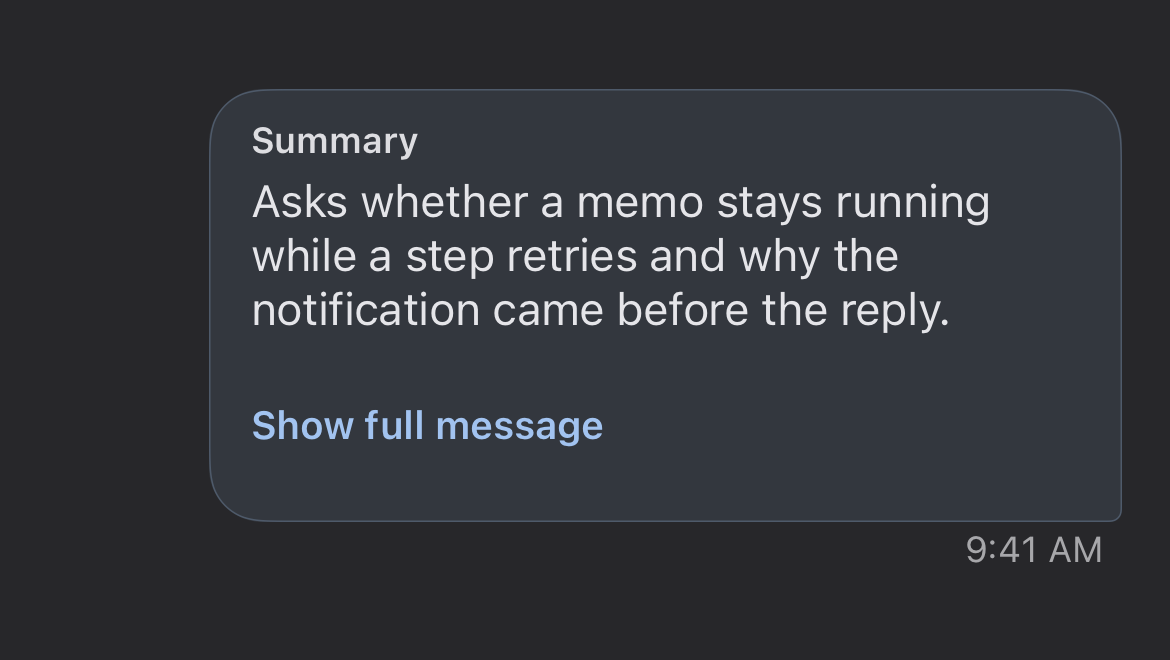 Summary
Asks whether a memo stays running
while a step retries and why the
notification came before the reply.
Show full message
9:41 AM